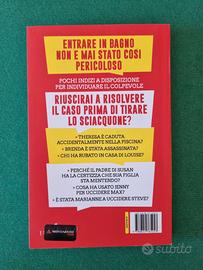 ENTRARE IN BAGNO
NON E MAI STATO COSI
PERICOLOSO
POCHI INDIZI A DISPOSIZIONE
PER INDIVIDUARE IL COLPEVOLE
RIUSCIRAI A RISOLVERE
IL CASO PRIMA DI TIRARE
LO SCIACQUONE?
• THERESA È CADUTA
ACCIDENTALMENTE NELLA PISCINA?
• BRENDA È STATA ASSASSINATA?
• CHI HA RUBATO IN CASA DI LOUISE?
• PERCHÉ IL PADRE DI SUSAN
HA LA CERTEZZA CHE SUA FIGLIA
STA MENTENDO?
• COSA HA USATO JENNY
PER UCCIDERE MAX?
• È STATA MARIANNE A UCCIDERE STEVE?
MONDADORI
subito